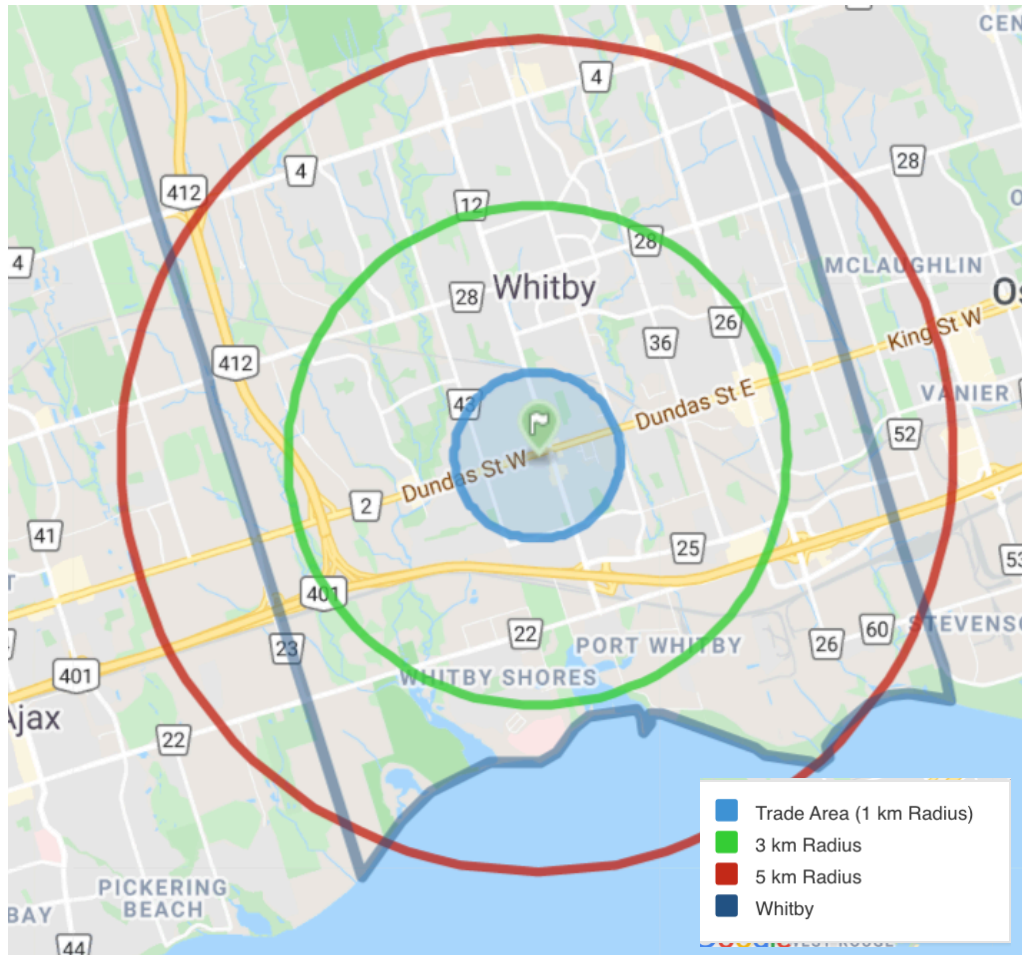 CEN
4
4
28
412
12
28
4
MCLAUGHLIN
Whitby
28
Os
26
King St W
36
412
Dundas St E
VANIER
43
52
Dundas St W
2
41
25
53
401
22
60
STEVENSO
26
23
PORT WHITBY
401
WHITBY SHORES
Ajax
22
Trade Area (1 km Radius)
3 km Radius
5 km Radius
Whitby
PICKERING
BEACH
BAY
44